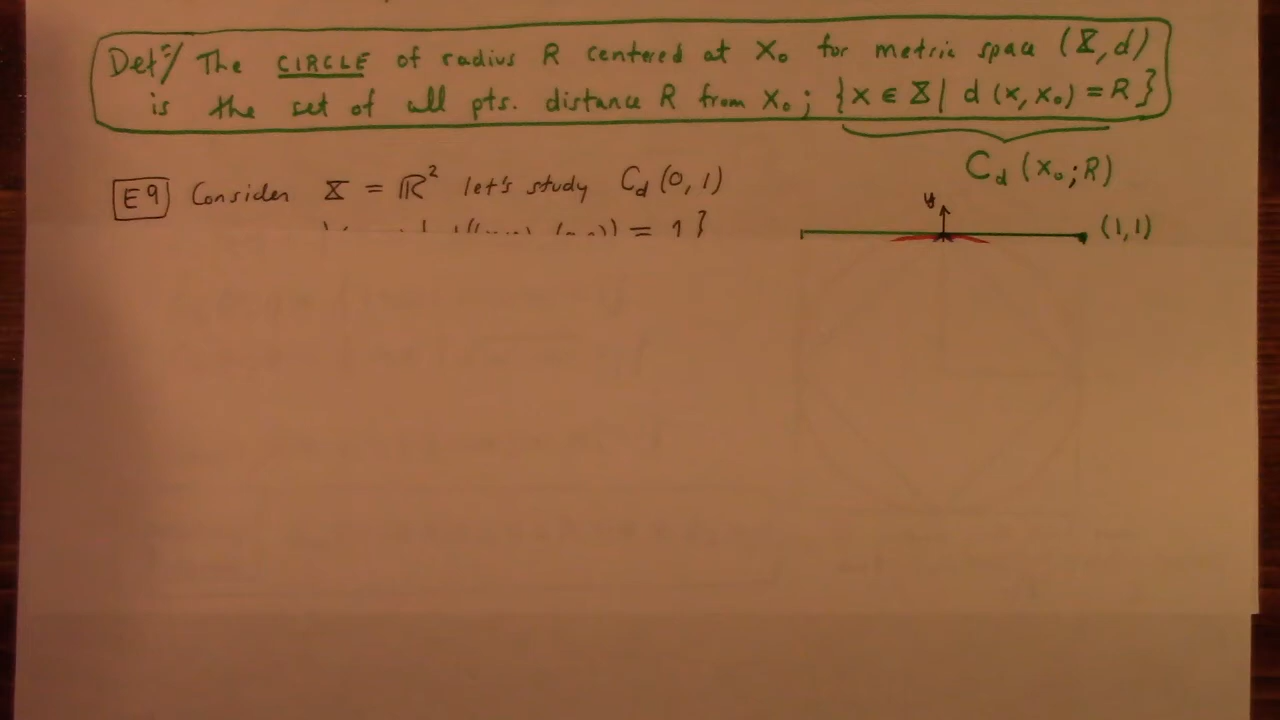 Defn/ The CIRCLE of radius R centered at X₀ for metric space (X, d)
is the set of all pts. distance R from X₀; {x ∈ X | d(x, x₀) = R}
C_d (x₀; R)
E9 Consider X = ℝ² let's study C_d (0, 1)
= 1 }
y
(1,1)